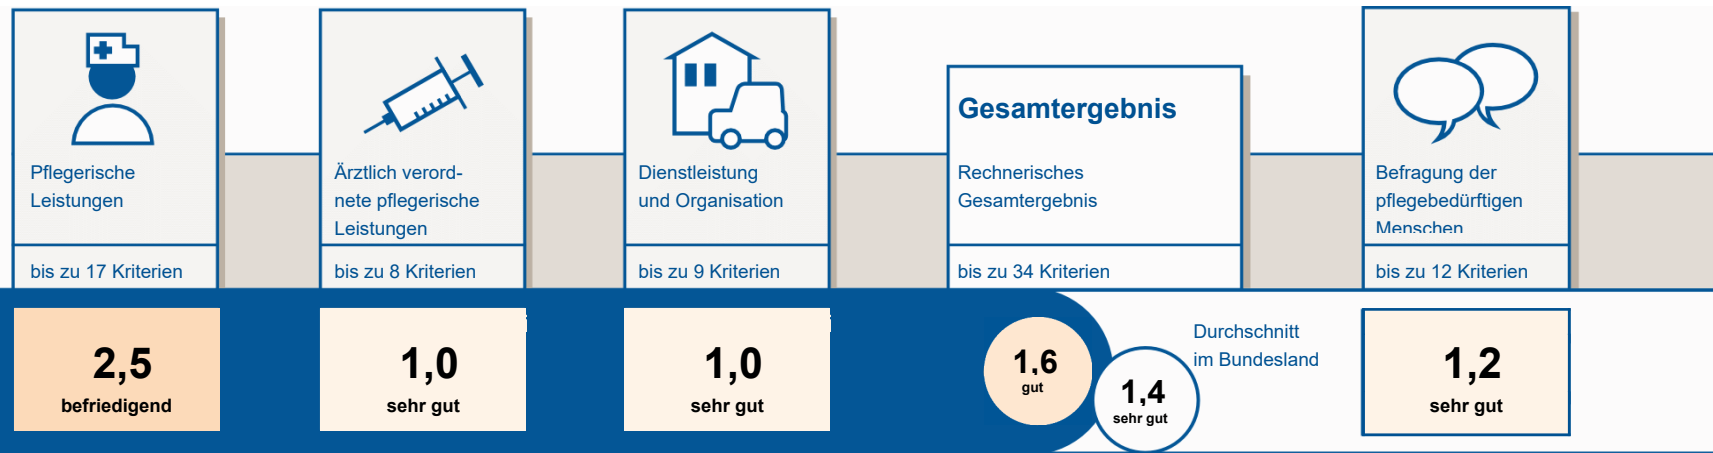 Pflegerische
Leistungen
bis zu 17 Kriterien
2,5
befriedigend
Ärztlich verord-
nete pflegerische
Leistungen
bis zu 8 Kriterien
1,0
sehr gut
Dienstleistung
und Organisation
bis zu 9 Kriterien
1,0
sehr gut
Gesamtergebnis
Rechnerisches
Gesamtergebnis
bis zu 34 Kriterien
1,6
gut
1,4
sehr gut
Durchschnitt
im Bundesland
Befragung der
pflegebedürftigen
Menschen
bis zu 12 Kriterien
1,2
sehr gut